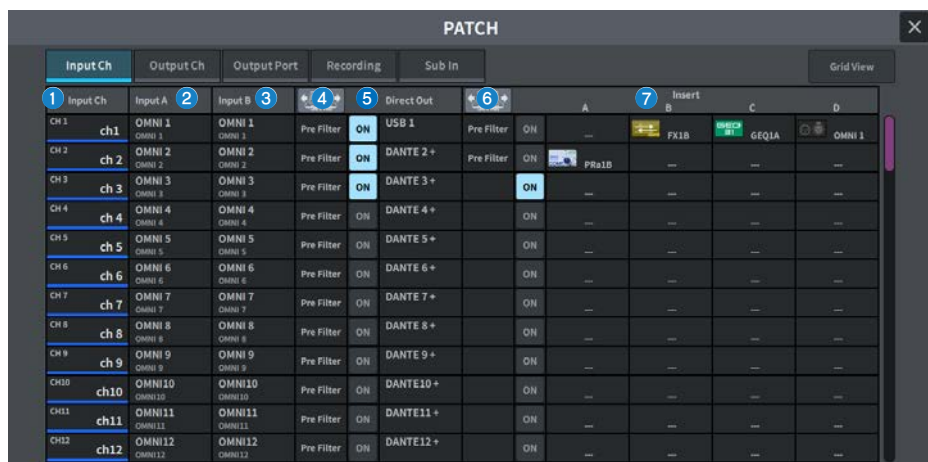 PATCH
Input Ch Output Ch Output Port Recording Sub In Grid View
1 Input Ch Input A 2 Input B 3 4 5 Direct Out 6 7 Insert
A B C D
CH 1 ch1 OMNI 1 OMNI 1 Pre Filter ON USB 1 Pre Filter ON --- FX1B GEQ1A OMNI 1
OMNI 1 OMNI 1
CH 2 ch 2 OMNI 2 OMNI 2 Pre Filter ON DANTE 2+ Pre Filter ON PRa1B --- --- ---
OMNI 2 OMNI 2
CH 3 ch 3 OMNI 3 OMNI 3 Pre Filter ON DANTE 3+ ON --- --- --- ---
OMNI 3 OMNI 3
CH 4 ch 4 OMNI 4 OMNI 4 Pre Filter ON DANTE 4+ ON --- --- --- ---
OMNI 4 OMNI 4
CH 5 ch 5 OMNI 5 OMNI 5 Pre Filter ON DANTE 5+ ON --- --- --- ---
OMNI 5 OMNI 5
CH 6 ch 6 OMNI 6 OMNI 6 Pre Filter ON DANTE 6+ ON --- --- --- ---
OMNI 6 OMNI 6
CH 7 ch 7 OMNI 7 OMNI 7 Pre Filter ON DANTE 7+ ON --- --- --- ---
OMNI 7 OMNI 7
CH 8 ch 8 OMNI 8 OMNI 8 Pre Filter ON DANTE 8+ ON --- --- --- ---
OMNI 8 OMNI 8
CH 9 ch 9 OMNI 9 OMNI 9 Pre Filter ON DANTE 9+ ON --- --- --- ---
OMNI 9 OMNI 9
CH10 ch10 OMNI10 OMNI10 Pre Filter ON DANTE10+ ON --- --- --- ---
OMNI10 OMNI10
CH11 ch11 OMNI11 OMNI11 Pre Filter ON DANTE11+ ON --- --- --- ---
OMNI11 OMNI11
CH12 ch12 OMNI12 OMNI12 Pre Filter ON DANTE12+ ON --- --- --- ---
OMNI12 OMNI12